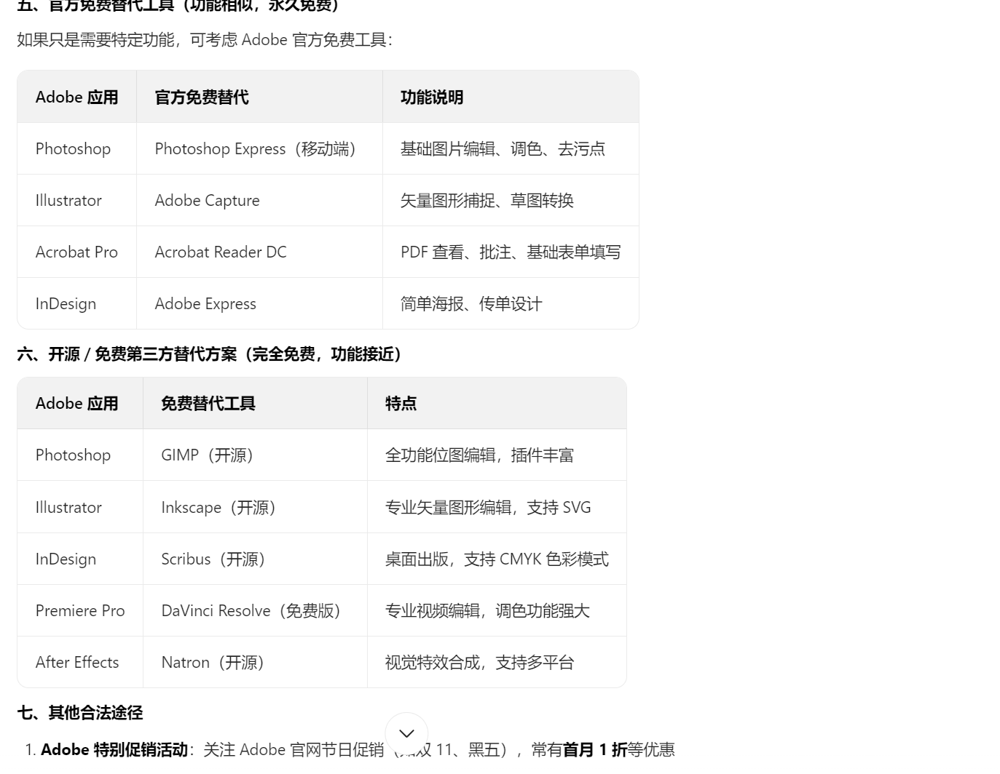 五、官方免费替代工具（功能相似，永久免费）
如果只是需要特定功能，可考虑 Adobe 官方免费工具：
Adobe 应用 官方免费替代 功能说明
Photoshop Photoshop Express（移动端） 基础图片编辑、调色、去污点
Illustrator Adobe Capture 矢量图形捕捉、草图转换
Acrobat Pro Acrobat Reader DC PDF 查看、批注、基础表单填写
InDesign Adobe Express 简单海报、传单设计
六、开源 / 免费第三方替代方案（完全免费，功能接近）
Adobe 应用 免费替代工具 特点
Photoshop GIMP（开源） 全功能位图编辑，插件丰富
Illustrator Inkscape（开源） 专业矢量图形编辑，支持 SVG
InDesign Scribus（开源） 桌面出版，支持 CMYK 色彩模式
Premiere Pro DaVinci Resolve（免费版） 专业视频编辑，调色功能强大
After Effects Natron（开源） 视觉特效合成，支持多平台
七、其他合法途径
1. Adobe 特别促销活动：关注 Adobe 官网节日促销（双 11、黑五），常有首月 1 折等优惠